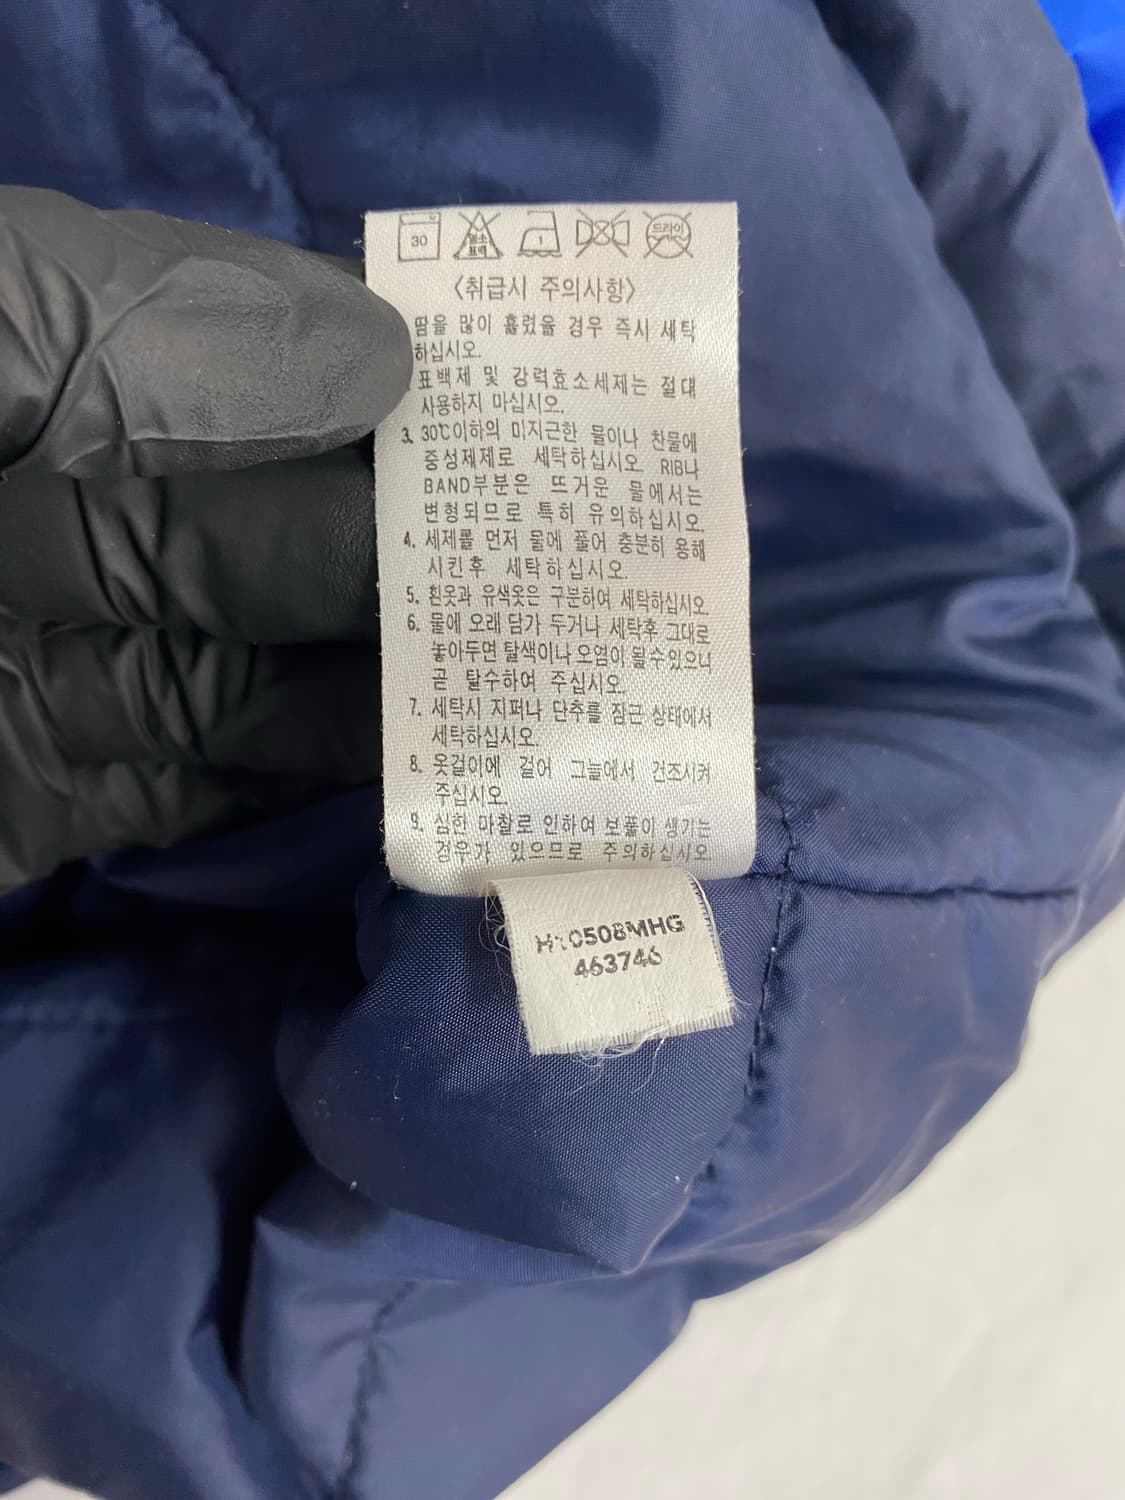 30 염소 표백 1 드라이
<취급시 주의사항>
땀을 많이 흘렸을 경우 즉시 세탁
하십시오.
표백제 및 강력효소세제는 절대
사용하지 마십시오.
3. 30℃이하의 미지근한 물이나 찬물에
중성제제로 세탁하십시오 RIB나
BAND부분은 뜨거운 물에서는
변형되므로 특히 유의하십시오.
4. 세제를 먼저 물에 풀어 충분히 용해
시킨후 세탁하십시오.
5. 흰옷과 유색옷은 구분하여 세탁하십시오
6. 물에 오래 담가 두거나 세탁후 그대로
놓아두면 탈색이나 오염이 될수있으니
곧 탈수하여 주십시오.
7. 세탁시 지퍼나 단추를 잠근 상태에서
세탁하십시오.
8. 옷걸이에 걸어 그늘에서 건조시켜
주십시오.
9. 심한 마찰로 인하여 보풀이 생기는
경우가 있으므로 주의하십시오
H10508MHG
463746